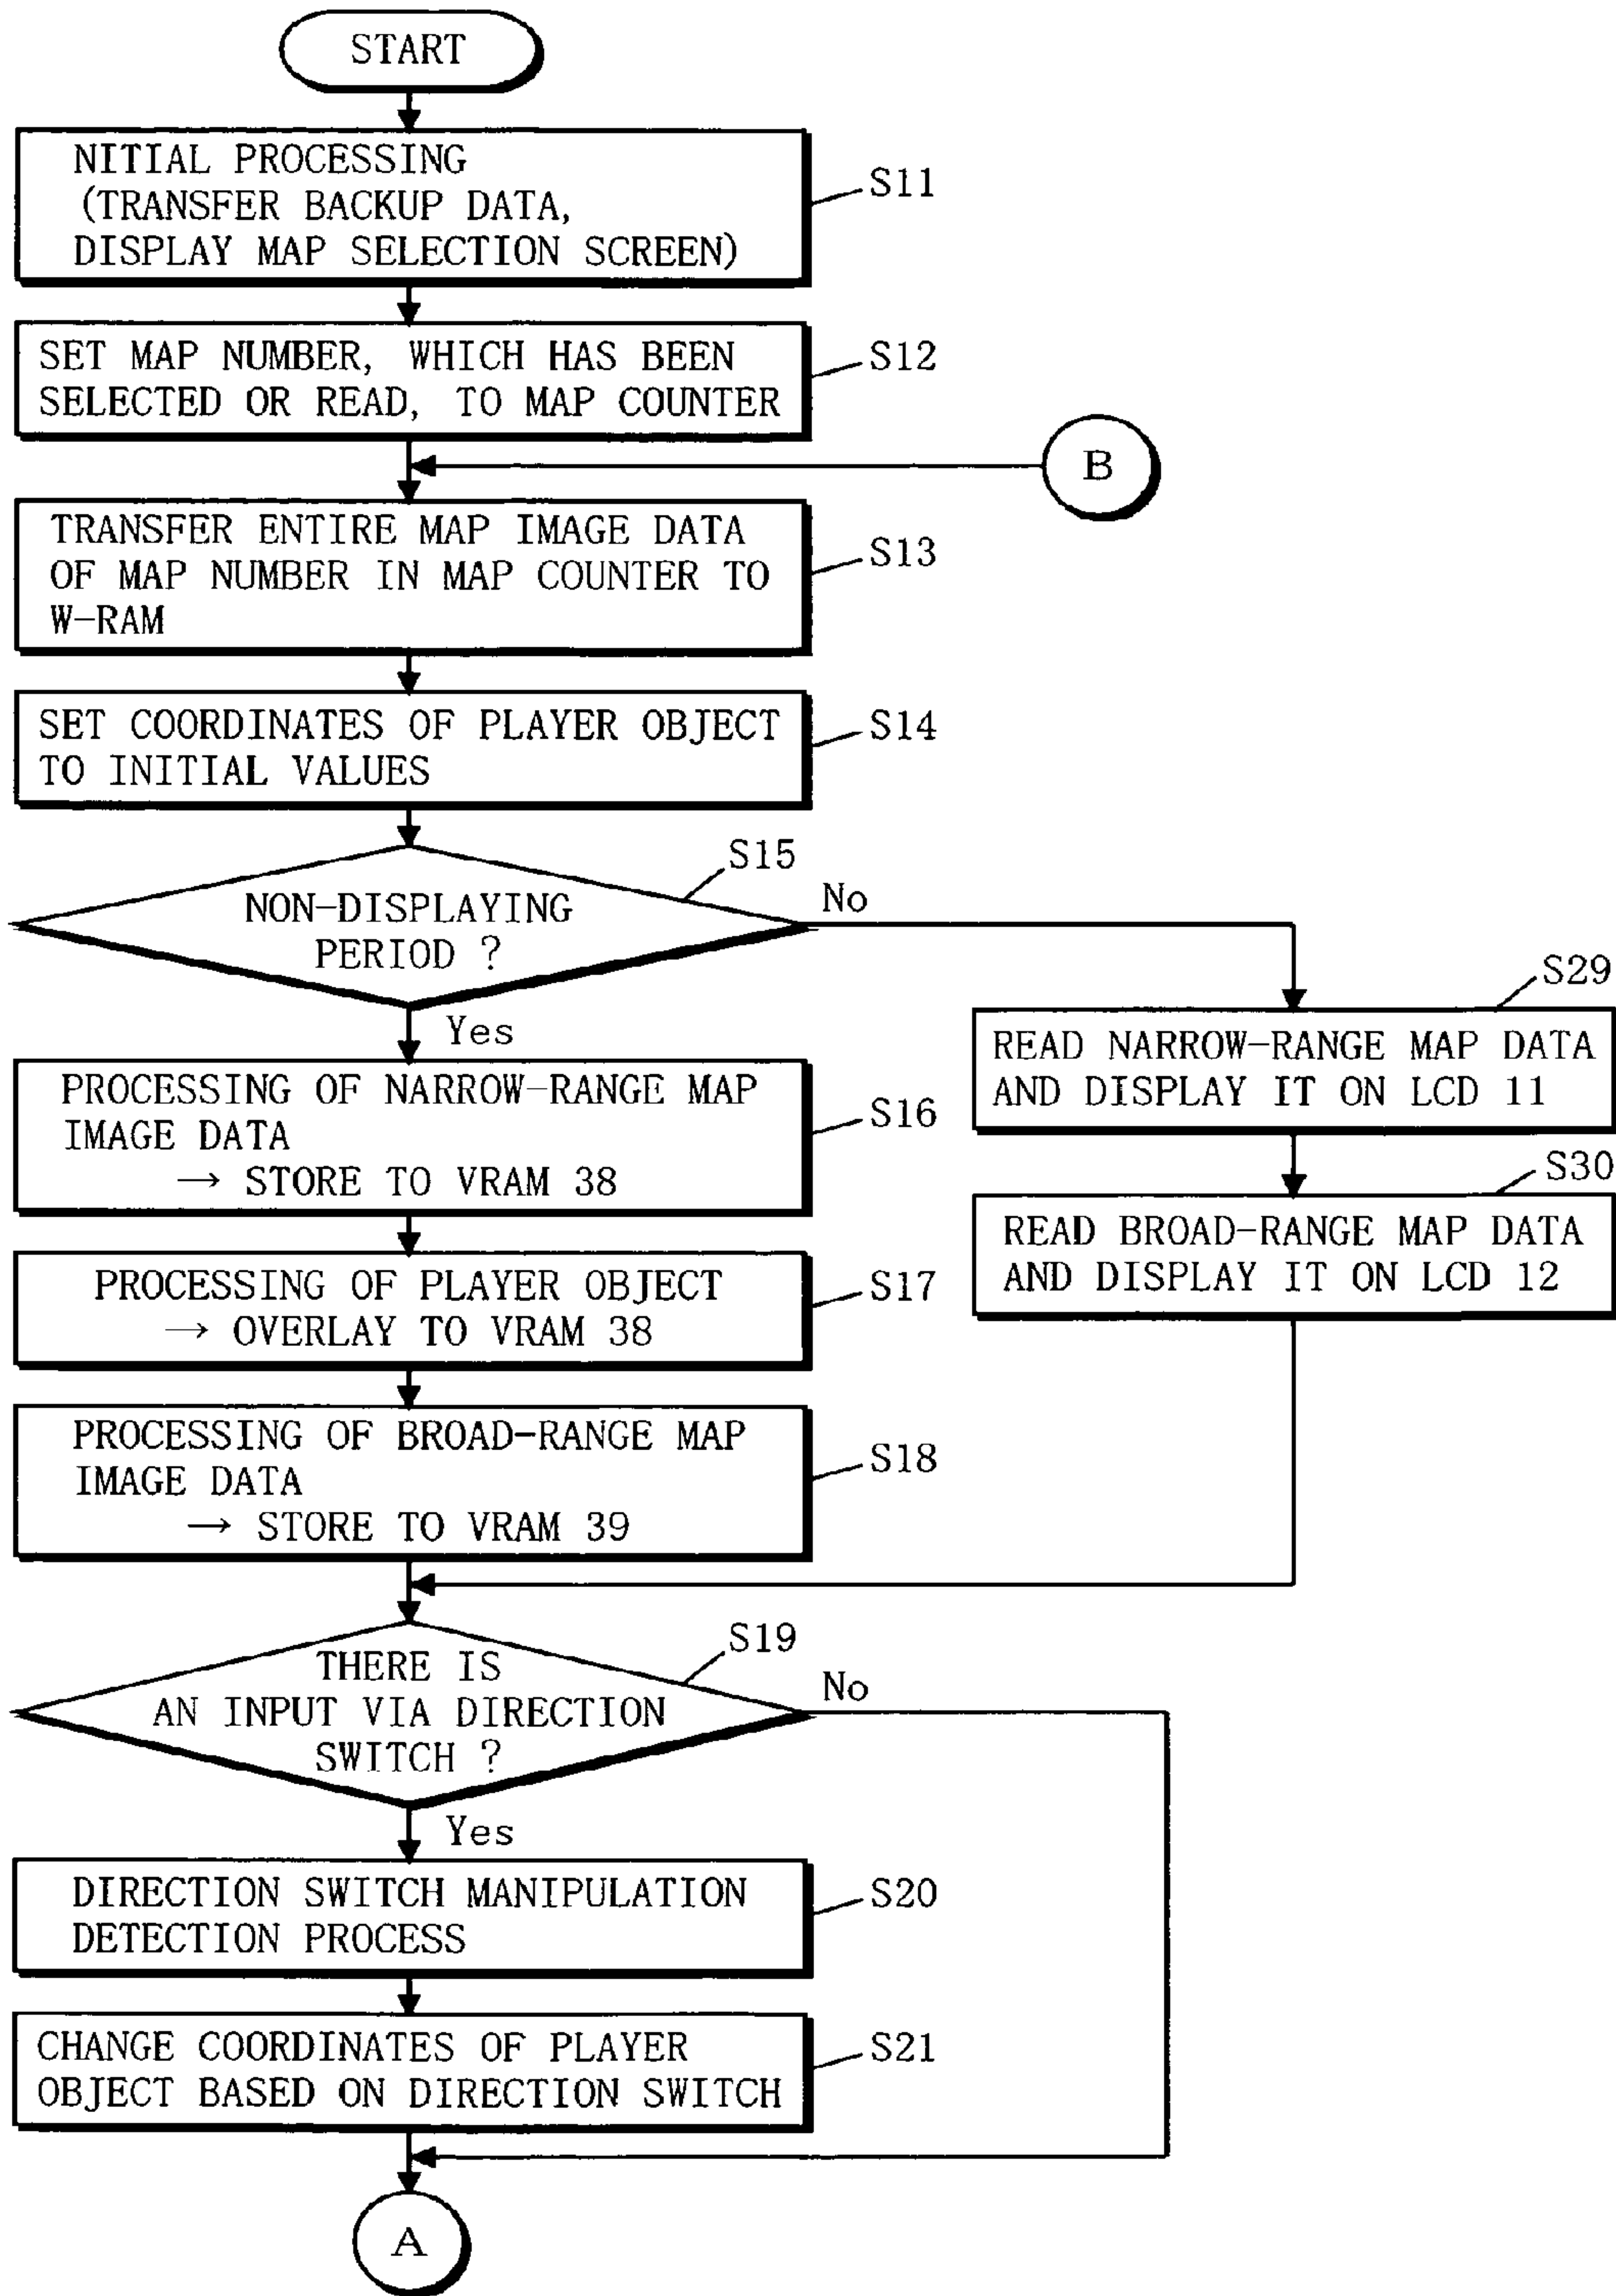 START
NITIAL PROCESSING
(TRANSFER BACKUP DATA,
DISPLAY MAP SELECTION SCREEN)
S11
SET MAP NUMBER, WHICH HAS BEEN
SELECTED OR READ, TO MAP COUNTER
S12
B
TRANSFER ENTIRE MAP IMAGE DATA
OF MAP NUMBER IN MAP COUNTER TO
W-RAM
S13
SET COORDINATES OF PLAYER OBJECT
TO INITIAL VALUES
S14
NON-DISPLAYING
PERIOD ?
S15
No
Yes
S29
READ NARROW-RANGE MAP DATA
AND DISPLAY IT ON LCD 11
S30
READ BROAD-RANGE MAP DATA
AND DISPLAY IT ON LCD 12
PROCESSING OF NARROW-RANGE MAP
IMAGE DATA
→ STORE TO VRAM 38
S16
PROCESSING OF PLAYER OBJECT
→ OVERLAY TO VRAM 38
S17
PROCESSING OF BROAD-RANGE MAP
IMAGE DATA
→ STORE TO VRAM 39
S18
THERE IS
AN INPUT VIA DIRECTION
SWITCH ?
S19
No
Yes
DIRECTION SWITCH MANIPULATION
DETECTION PROCESS
S20
CHANGE COORDINATES OF PLAYER
OBJECT BASED ON DIRECTION SWITCH
S21
A